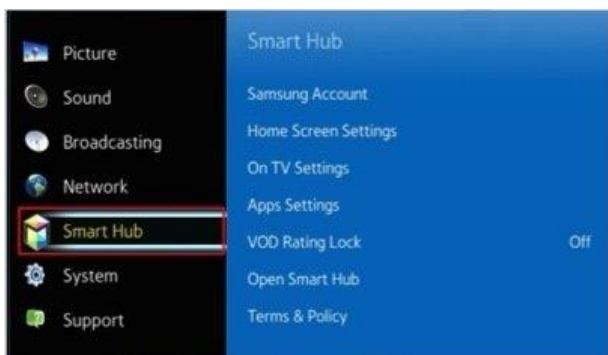 Picture
Sound
Broadcasting
Network
Smart Hub
System
Support
Smart Hub
Samsung Account
Home Screen Settings
On TV Settings
Apps Settings
VOD Rating Lock Off
Open Smart Hub
Terms & Policy